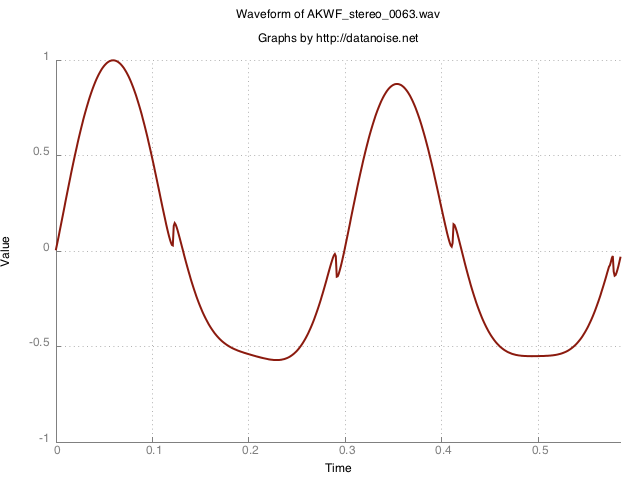 Waveform of AKWF_stereo_0063.wav
Graphs by http://datanoise.net
1
0.5
0
-0.5
-1
Value
0 0.1 0.2 0.3 0.4 0.5
Time